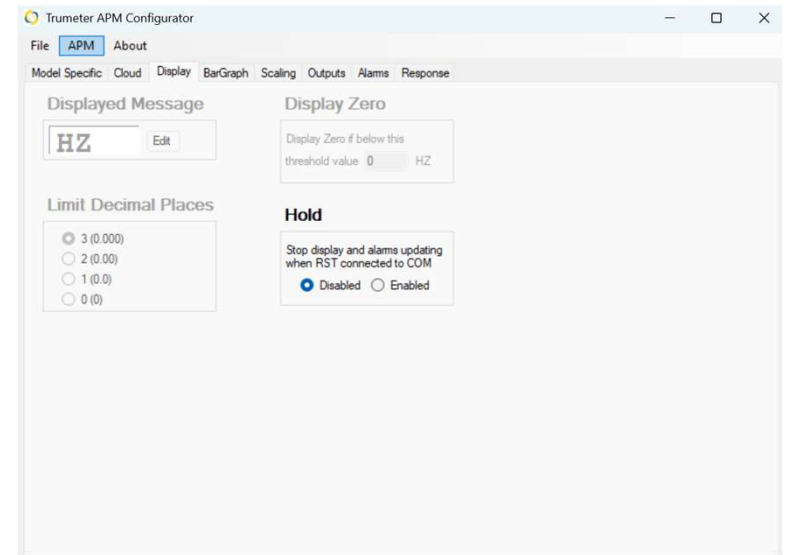 Trumeter APM Configurator
File APM About
Model Specific Cloud Display BarGraph Scaling Outputs Alarms Response
Displayed Message
HZ Edit
Limit Decimal Places
3 (0.000)
2 (0.00)
1 (0.0)
0 (0)
Display Zero
Display Zero if below this
threshold value 0 HZ
Hold
Stop display and alarms updating
when RST connected to COM
Disabled Enabled